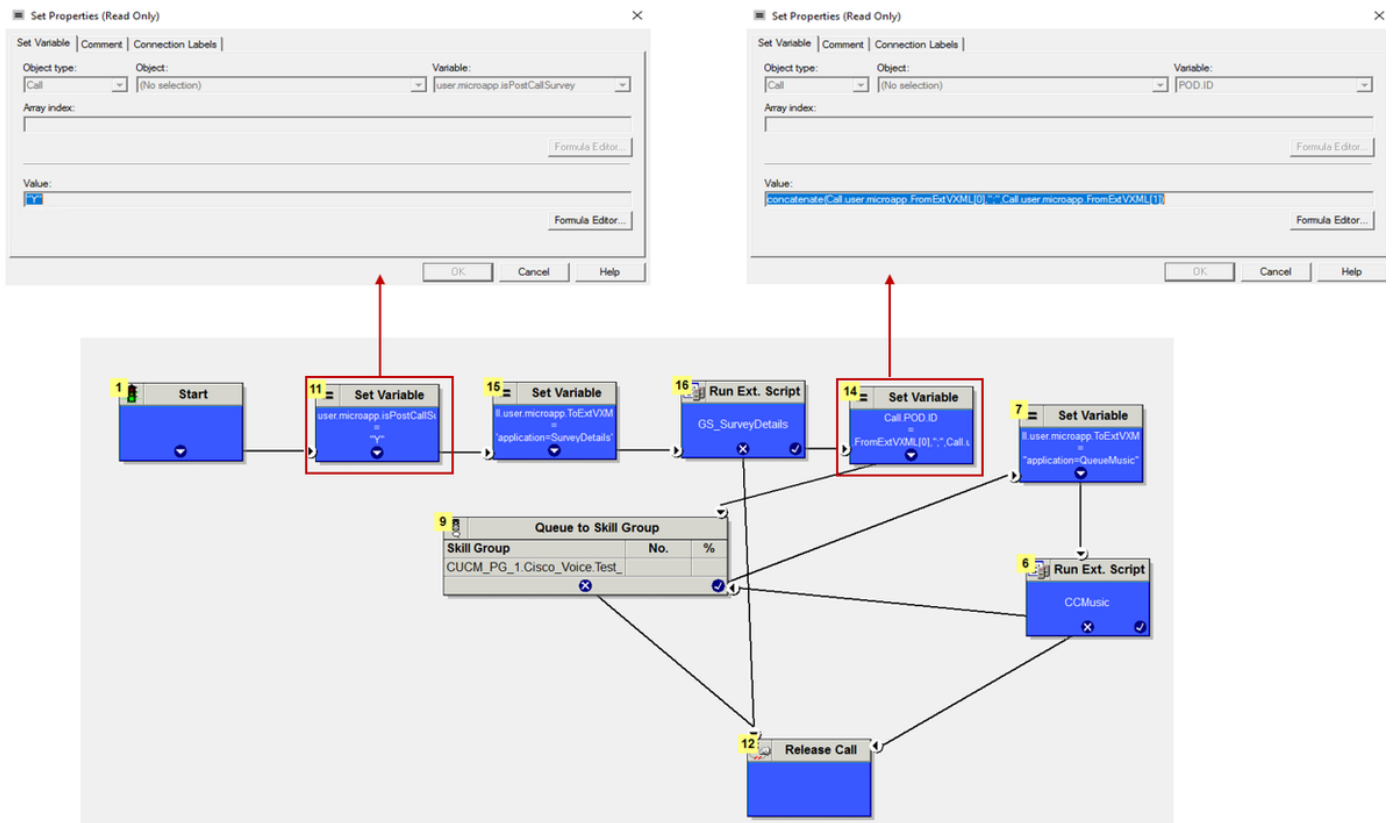 Set Properties (Read Only)
Set Variable
Comment
Connection Labels
Object type:
Object:
Variable:
Call
(No selection)
user.microapp.isPostCallSurvey
Array index:
Formula Editor...
Value:
"Y"
Formula Editor...
OK
Cancel
Help
Set Properties (Read Only)
Set Variable
Comment
Connection Labels
Object type:
Object:
Variable:
Call
(No selection)
POD.ID
Array index:
Formula Editor...
Value:
concatenate(Call.user.microapp.FromExtVXML[0],";",Call.user.microapp.FromExtVXML[1])
Formula Editor...
OK
Cancel
Help
1
Start
11
=
Set Variable
user.microapp.isPostCallSu
=
"Y"
15
=
Set Variable
ll.user.microapp.ToExtVXM
=
'application=SurveyDetails'
16
Run Ext. Script
GS_SurveyDetails
14
=
Set Variable
Call.POD.ID
=
FromExtVXML[0],";",Call.u
7
=
Set Variable
ll.user.microapp.ToExtVXM
=
"application=QueueMusic"
9
Queue to Skill Group
Skill Group
No.
%
CUCM_PG_1.Cisco_Voice.Test_
6
Run Ext. Script
CCMusic
12
Release Call